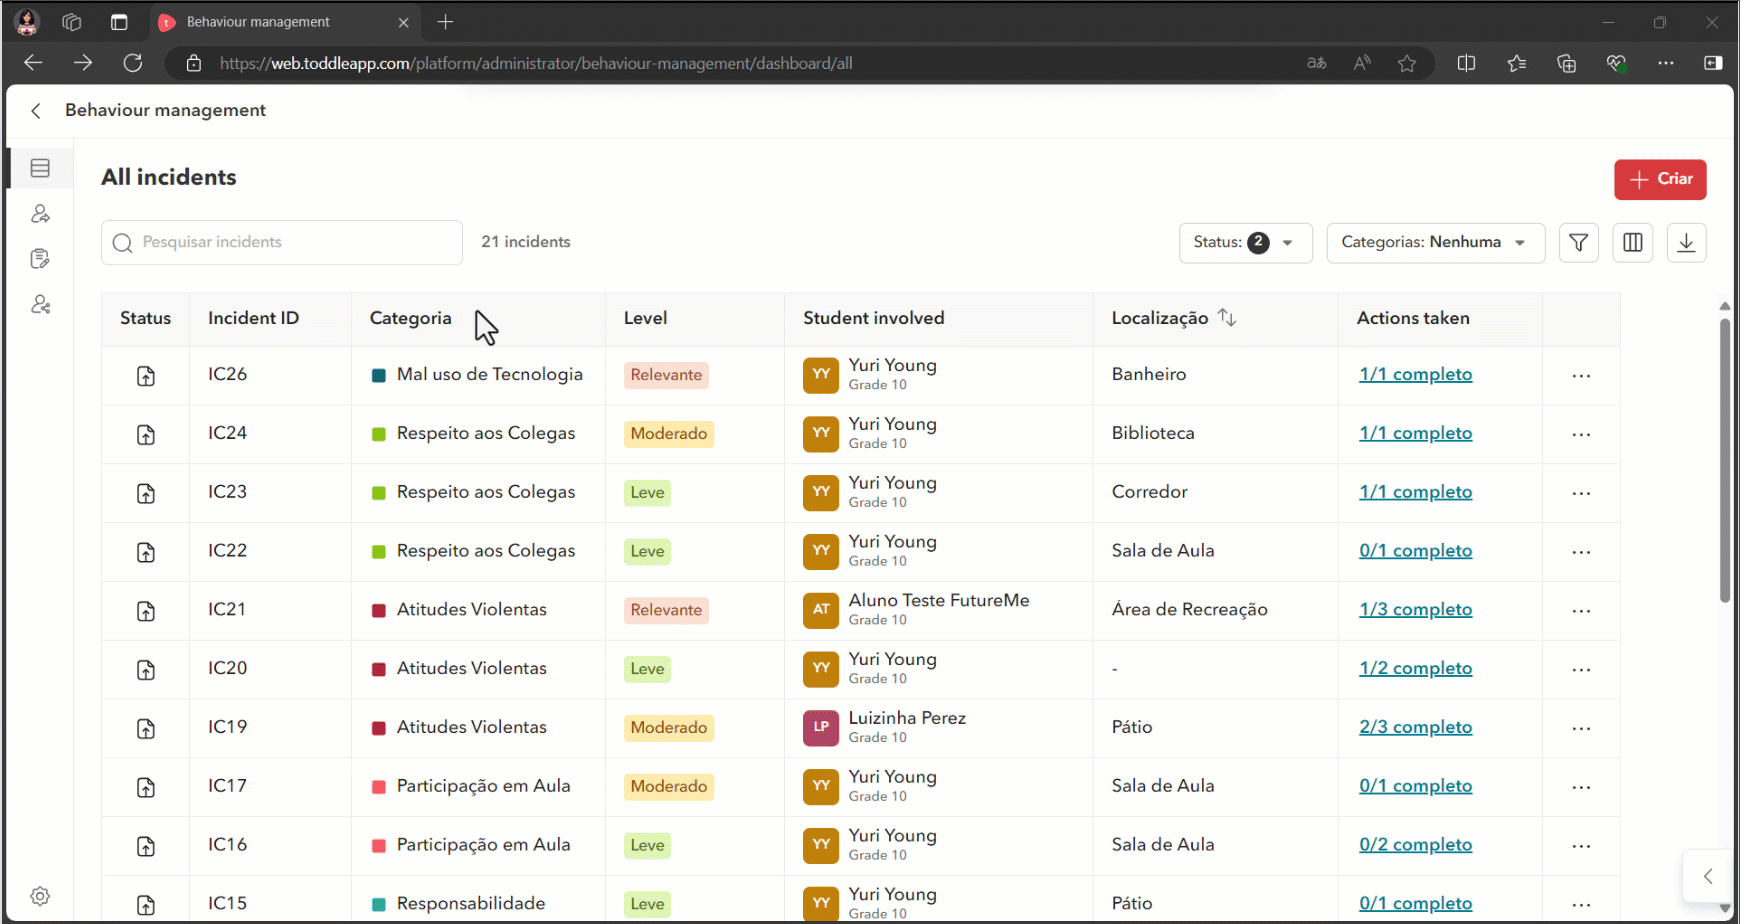 Behaviour management
https://web.toddleapp.com/platform/administrator/behaviour-management/dashboard/all
Behaviour management
All incidents
Criar
Pesquisar incidents
21 incidents
Status: 2
Categorias: Nenhuma
Status Incident ID Categoria Level Student involved Localização Actions taken
IC26 Mal uso de Tecnologia Relevante YY Yuri Young Grade 10 Banheiro 1/1 completo
IC24 Respeito aos Colegas Moderado YY Yuri Young Grade 10 Biblioteca 1/1 completo
IC23 Respeito aos Colegas Leve YY Yuri Young Grade 10 Corredor 1/1 completo
IC22 Respeito aos Colegas Leve YY Yuri Young Grade 10 Sala de Aula 0/1 completo
IC21 Atitudes Violentas Relevante AT Aluno Teste FutureMe Grade 10 Área de Recreação 1/3 completo
IC20 Atitudes Violentas Leve YY Yuri Young Grade 10 - 1/2 completo
IC19 Atitudes Violentas Moderado LP Luizinha Perez Grade 10 Pátio 2/3 completo
IC17 Participação em Aula Moderado YY Yuri Young Grade 10 Sala de Aula 0/1 completo
IC16 Participação em Aula Leve YY Yuri Young Grade 10 Sala de Aula 0/2 completo
IC15 Responsabilidade Leve YY Yuri Young Grade 10 Pátio 0/1 completo